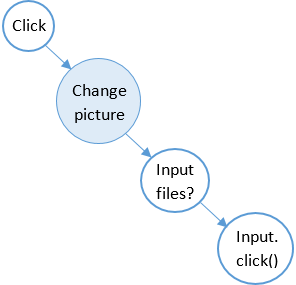 Click
Change
picture
Input
files?
Input.
click()